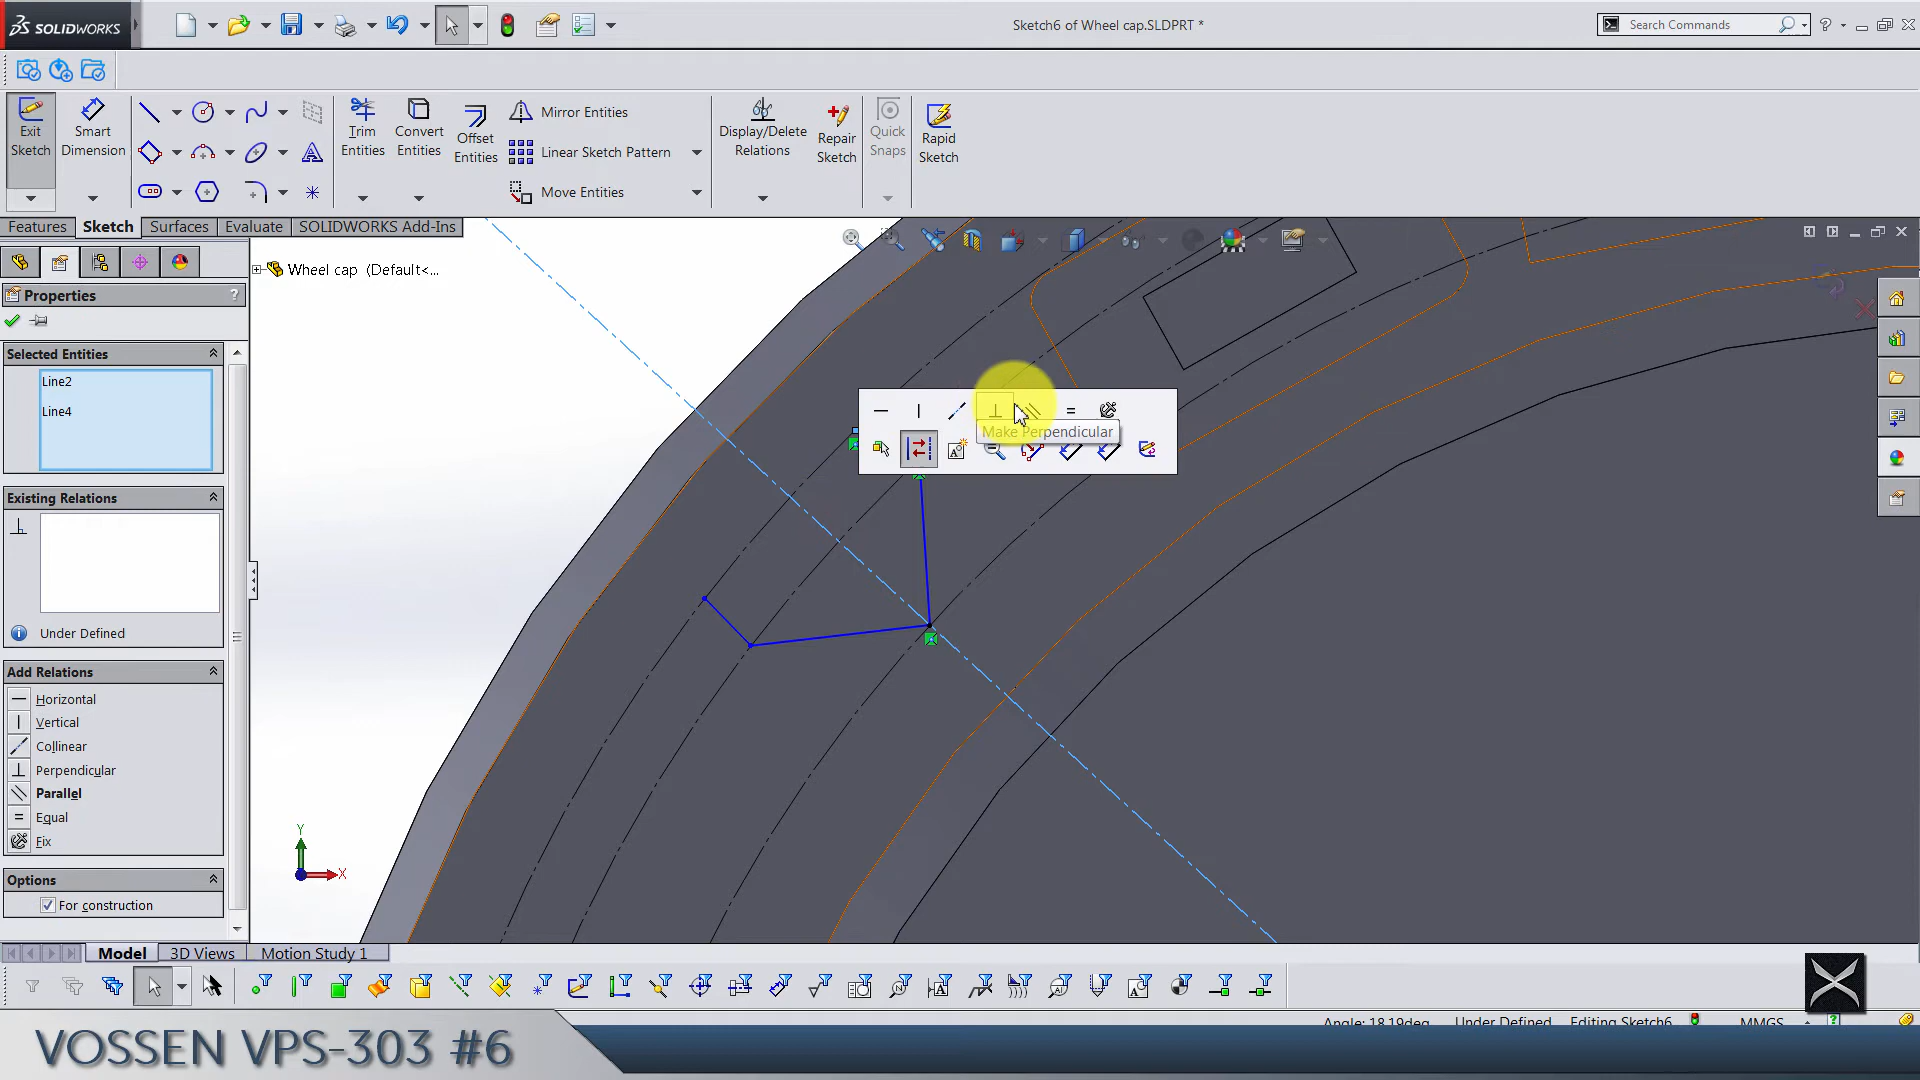 SOLIDWORKS
Sketch6 of Wheel cap.SLDPRT *
Search Commands
?
Exit Sketch
Smart Dimension
Trim Entities
Convert Entities
Offset Entities
Mirror Entities
Linear Sketch Pattern
Move Entities
Display/Delete Relations
Repair Sketch
Quick Snaps
Rapid Sketch
Features
Sketch
Surfaces
Evaluate
SOLIDWORKS Add-Ins
Properties
?
Wheel cap (Default<...
Selected Entities
Line2
Line4
Existing Relations
Under Defined
Add Relations
Horizontal
Vertical
Collinear
Perpendicular
Parallel
Equal
Fix
Options
For construction
Make Perpendicular
Y
X
Model
3D Views
Motion Study 1
Angle: 18.19deg
Under Defined
Editing Sketch6
MMGS
?
VOSSEN VPS-303 #6